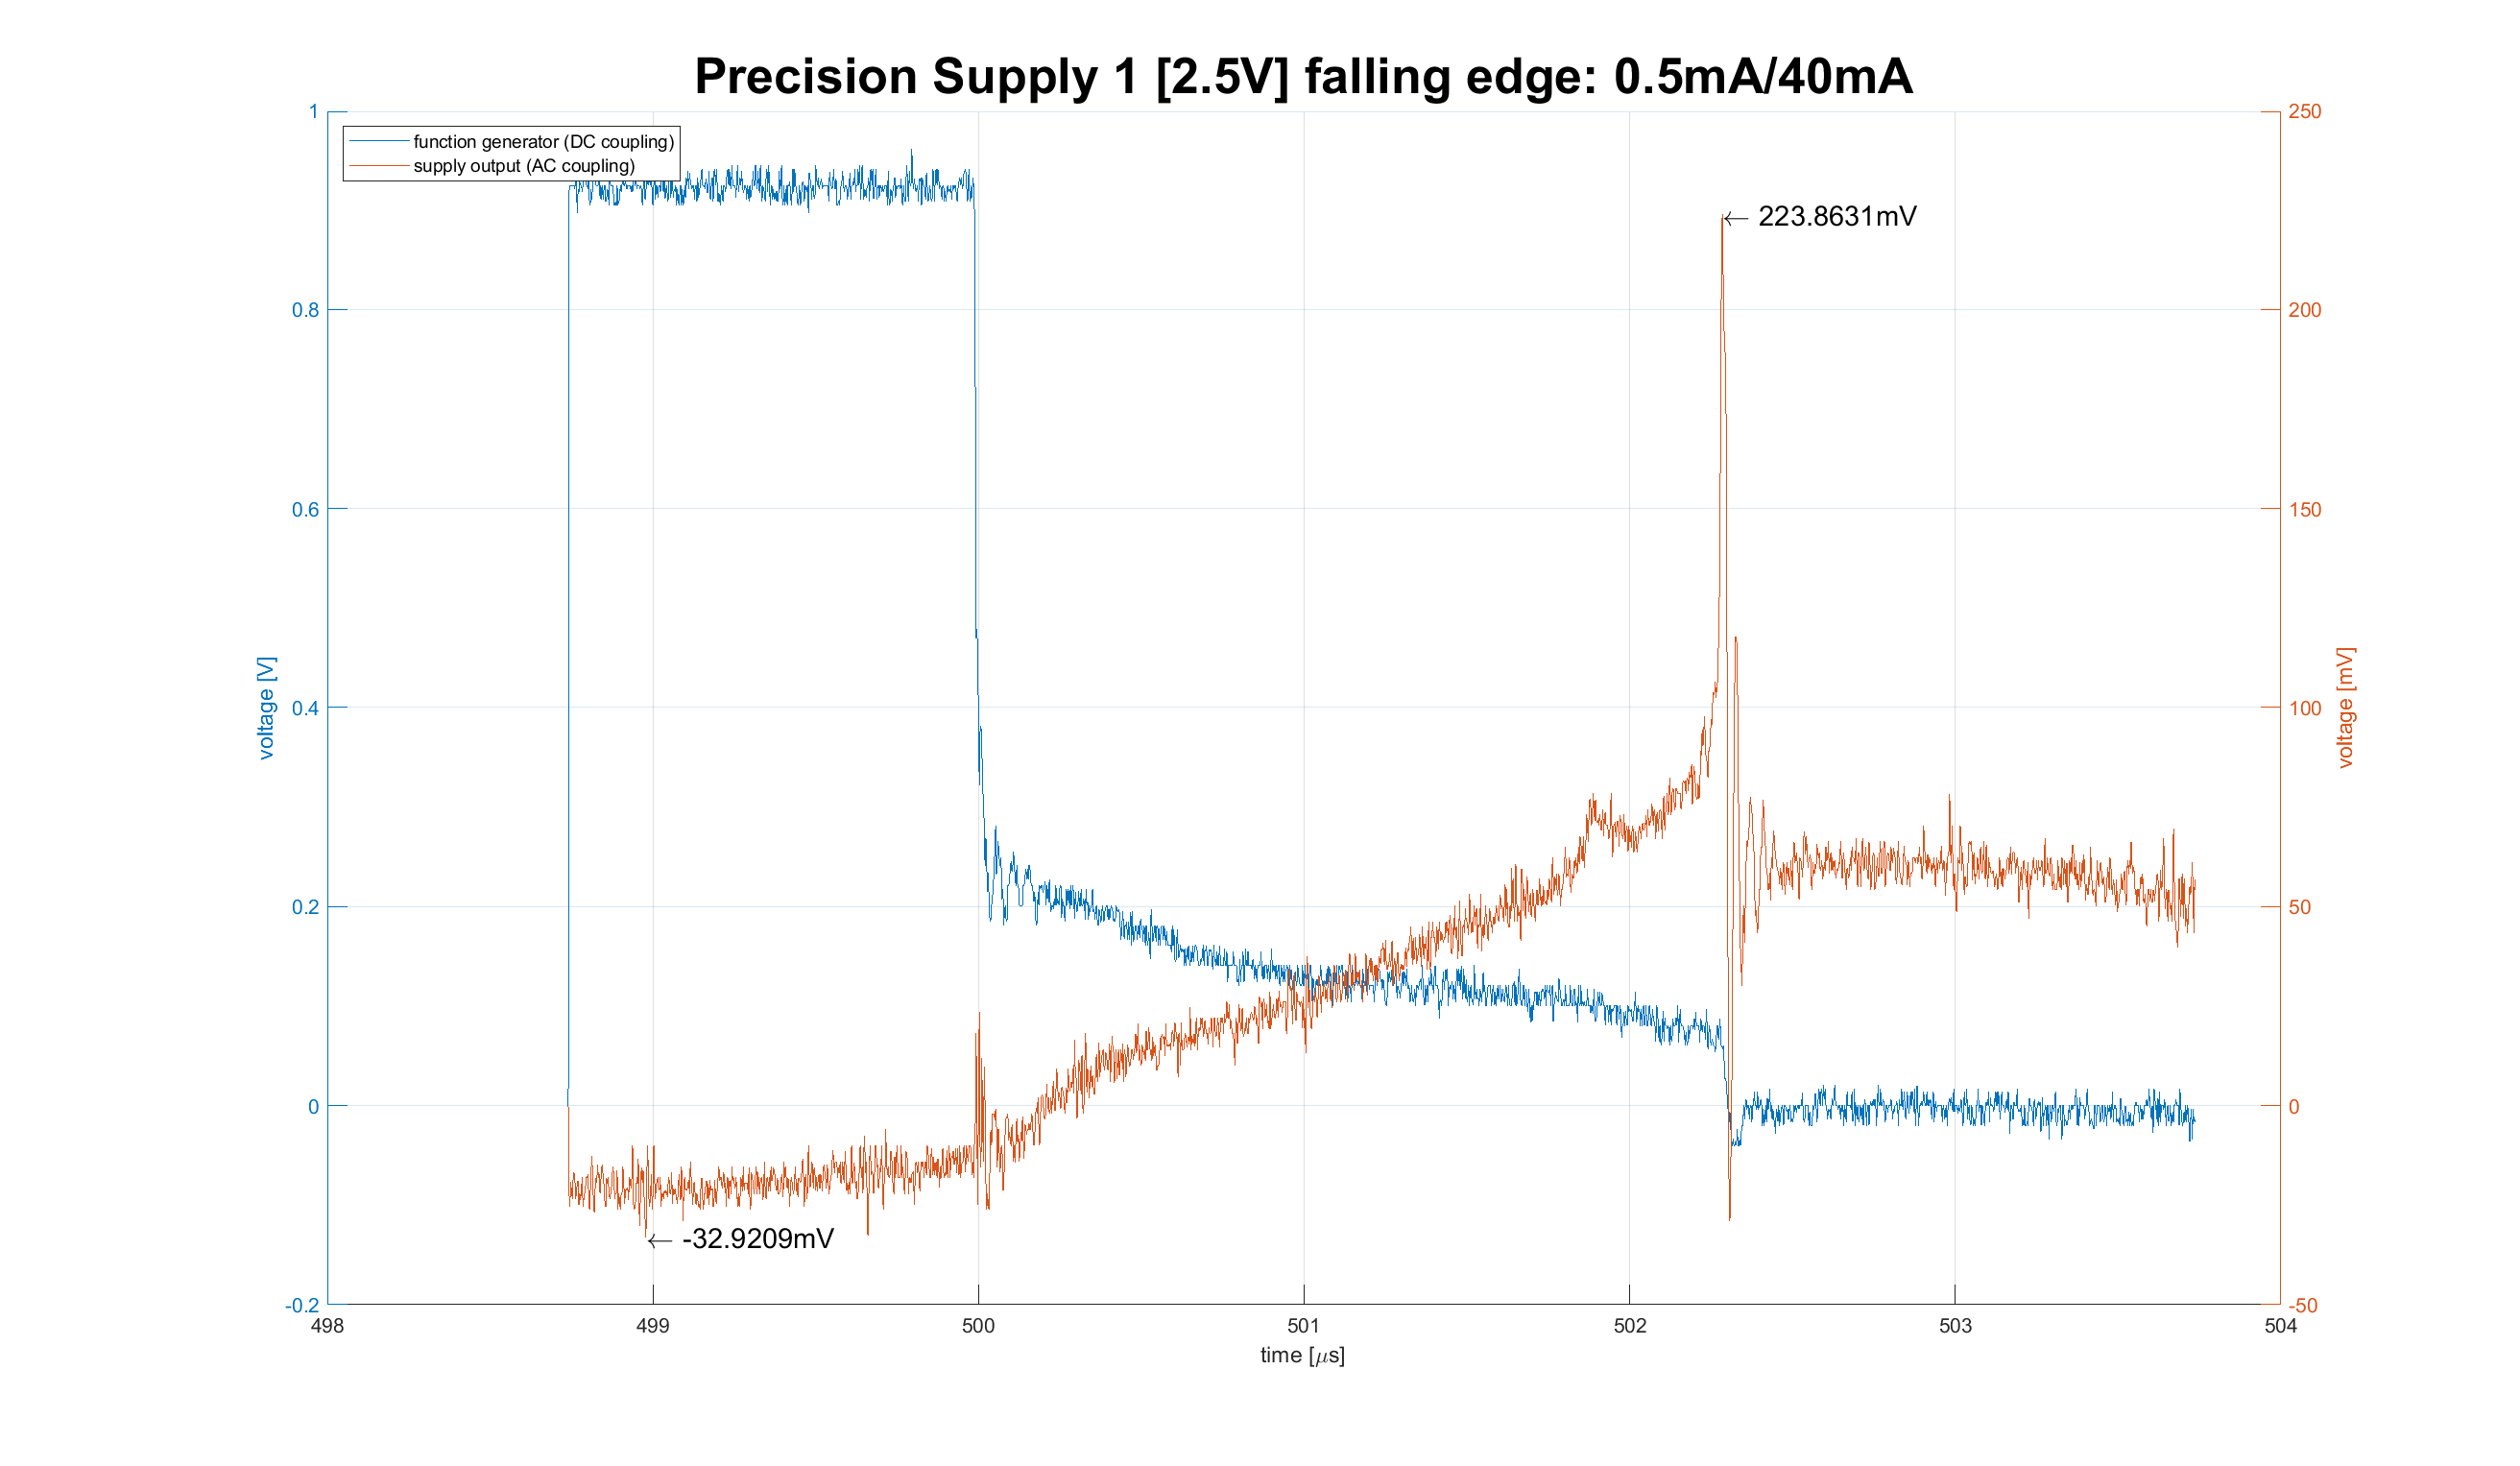 Precision Supply 1 [2.5V] falling edge: 0.5mA/40mA
function generator (DC coupling)
supply output (AC coupling)
1
0.8
0.6
0.4
0.2
0
-0.2
voltage [V]
250
200
150
100
50
0
-50
voltage [mV]
← 223.8631mV
← -32.9209mV
498 499 500 501 502 503 504
time [μs]